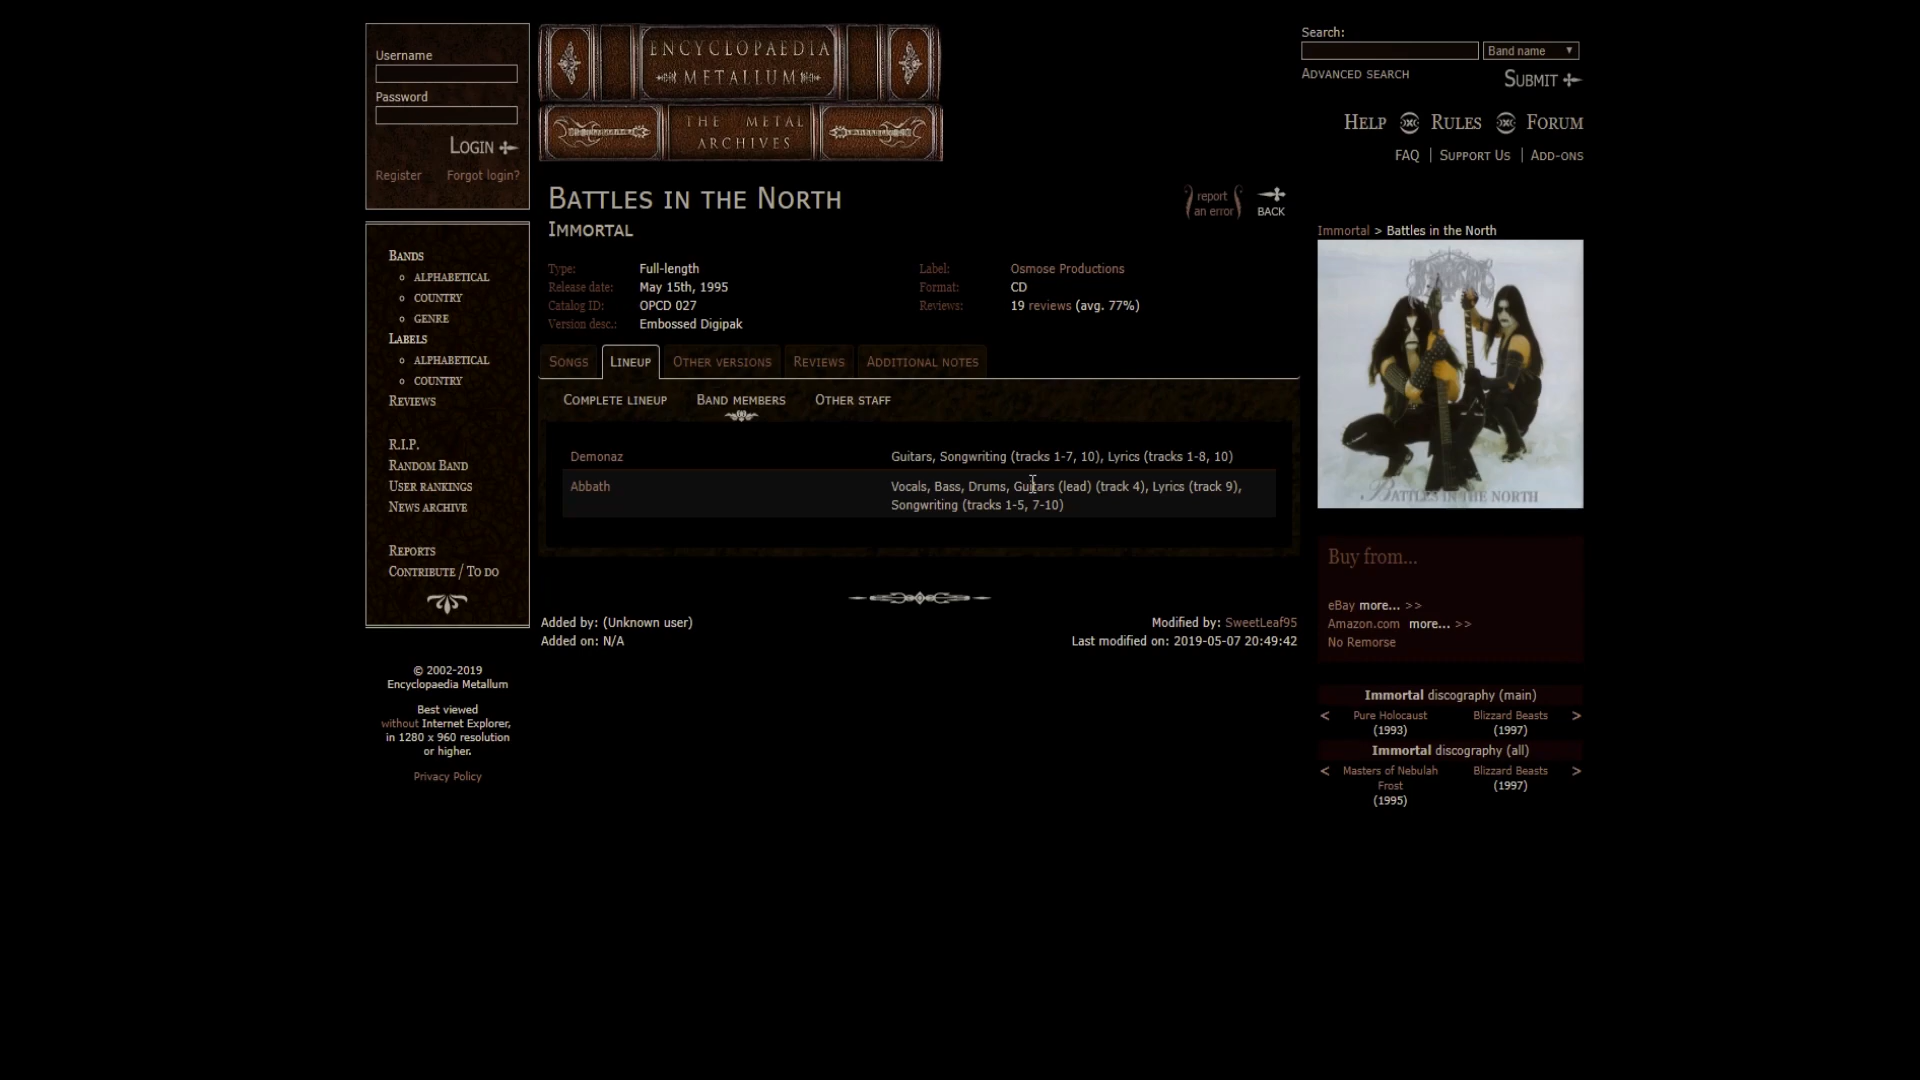 Username
Password
LOGIN
Register Forgot login?
ENCYCLOPAEDIA
METALLUM
THE METAL
ARCHIVES
Search:
Band name
ADVANCED SEARCH
SUBMIT
HELP RULES FORUM
FAQ | SUPPORT US | ADD-ONS
BANDS
ALPHABETICAL
COUNTRY
GENRE
LABELS
ALPHABETICAL
COUNTRY
REVIEWS
R.I.P.
RANDOM BAND
USER RANKINGS
NEWS ARCHIVE
REPORTS
CONTRIBUTE / TO DO
© 2002-2019
Encyclopaedia Metallum
Best viewed
without Internet Explorer,
in 1280 x 960 resolution
or higher.
Privacy Policy
BATTLES IN THE NORTH
IMMORTAL
report
an error
BACK
Type: Full-length
Release date: May 15th, 1995
Catalog ID: OPCD 027
Version desc.: Embossed Digipak
Label: Osmose Productions
Format: CD
Reviews: 19 reviews (avg. 77%)
SONGS LINEUP OTHER VERSIONS REVIEWS ADDITIONAL NOTES
COMPLETE LINEUP BAND MEMBERS OTHER STAFF
Demonaz Guitars, Songwriting (tracks 1-7, 10), Lyrics (tracks 1-8, 10)
Abbath Vocals, Bass, Drums, Guitars (lead) (track 4), Lyrics (track 9),
Songwriting (tracks 1-5, 7-10)
Added by: (Unknown user)
Added on: N/A
Modified by: SweetLeaf95
Last modified on: 2019-05-07 20:49:42
Immortal > Battles in the North
BATTLES IN THE NORTH
Buy from...
eBay more... >>
Amazon.com more... >>
No Remorse
Immortal discography (main)
< Pure Holocaust Blizzard Beasts >
(1993) (1997)
Immortal discography (all)
< Masters of Nebulah Blizzard Beasts >
Frost (1997)
(1995)